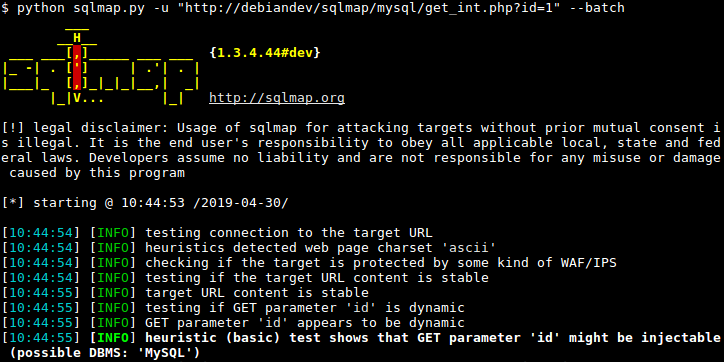 $ python sqlmap.py -u "http://debiandev/sqlmap/mysql/get_int.php?id=1" --batch
        ___
       __H__
 ___ ___[,]_____ ___ ___  {1.3.4.44#dev}
|_ -| . [']     | .'| . |
|___|_  [,]_|_|_|__,|  _|
      |_|V...       |_|   http://sqlmap.org
[!] legal disclaimer: Usage of sqlmap for attacking targets without prior mutual consent i
s illegal. It is the end user's responsibility to obey all applicable local, state and fed
eral laws. Developers assume no liability and are not responsible for any misuse or damage
 caused by this program
[*] starting @ 10:44:53 /2019-04-30/
[10:44:54] [INFO] testing connection to the target URL
[10:44:54] [INFO] heuristics detected web page charset 'ascii'
[10:44:54] [INFO] checking if the target is protected by some kind of WAF/IPS
[10:44:54] [INFO] testing if the target URL content is stable
[10:44:55] [INFO] target URL content is stable
[10:44:55] [INFO] testing if GET parameter 'id' is dynamic
[10:44:55] [INFO] GET parameter 'id' appears to be dynamic
[10:44:55] [INFO] heuristic (basic) test shows that GET parameter 'id' might be injectable
 (possible DBMS: 'MySQL')